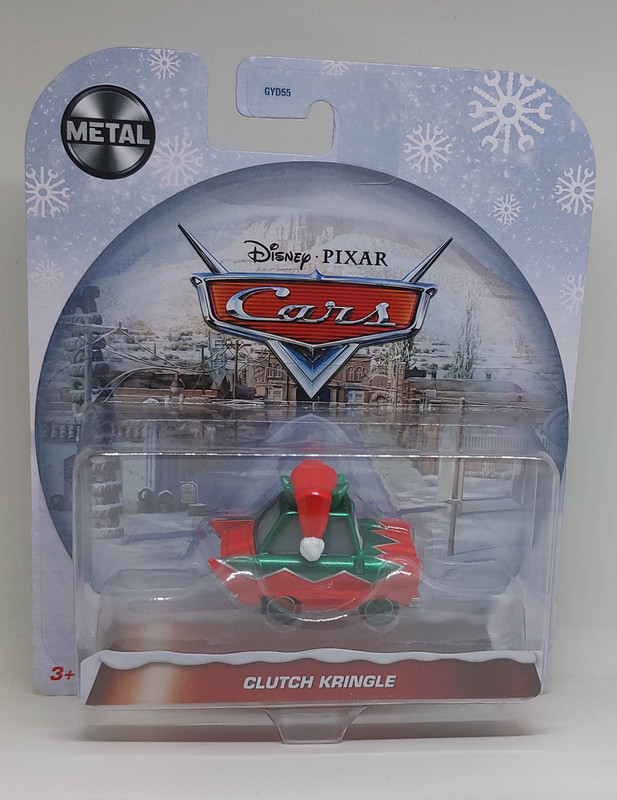 GYD55
METAL
Disney · PIXAR
Cars
3+
CLUTCH KRINGLE